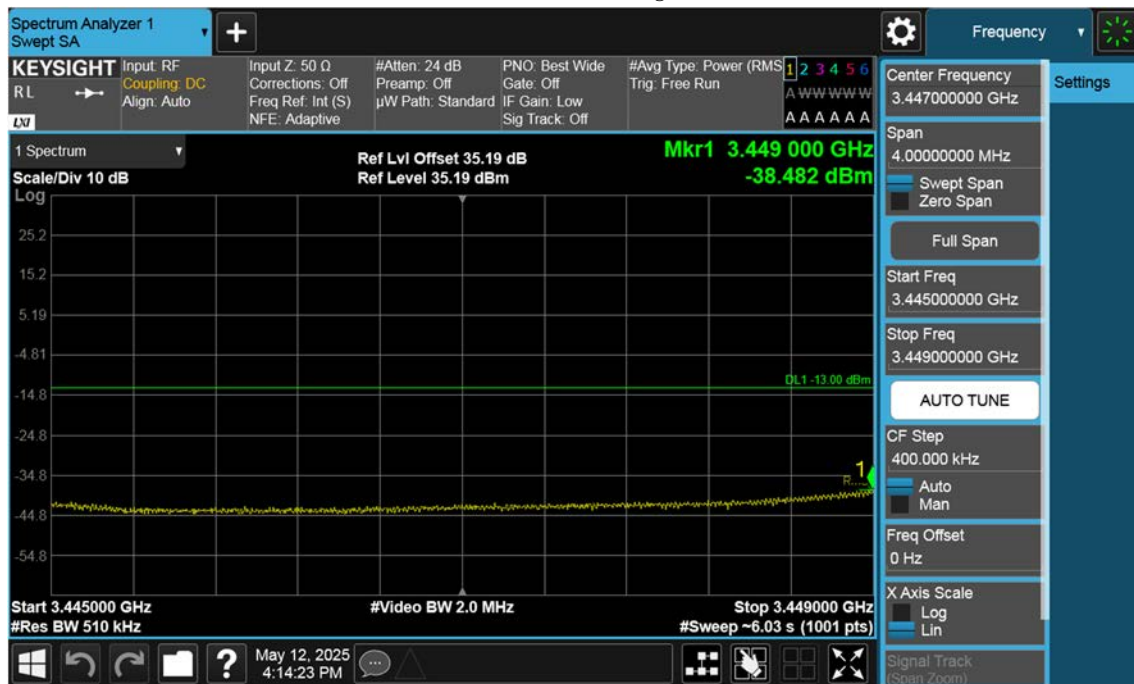 Spectrum Analyzer 1
Swept SA
+
Frequency
KEYSIGHT
RL
LXI
Input: RF
Coupling: DC
Align: Auto
Input Z: 50 Ω
Corrections: Off
Freq Ref: Int (S)
NFE: Adaptive
#Atten: 24 dB
Preamp: Off
µW Path: Standard
PNO: Best Wide
Gate: Off
IF Gain: Low
Sig Track: Off
#Avg Type: Power (RMS
Trig: Free Run
1 2 3 4 5 6
A W W W W W
A A A A A A
1 Spectrum
Scale/Div 10 dB
Ref Lvl Offset 35.19 dB
Ref Level 35.19 dBm
Mkr1 3.449 000 GHz
-38.482 dBm
Log
25.2
15.2
5.19
-4.81
-14.8
-24.8
-34.8
-44.8
-54.8
DL1 -13.00 dBm
1
Start 3.445000 GHz
#Res BW 510 kHz
#Video BW 2.0 MHz
Stop 3.449000 GHz
#Sweep ~6.03 s (1001 pts)
Center Frequency
3.447000000 GHz
Span
4.00000000 MHz
Swept Span
Zero Span
Full Span
Start Freq
3.445000000 GHz
Stop Freq
3.449000000 GHz
AUTO TUNE
CF Step
400.000 kHz
Auto
Man
Freq Offset
0 Hz
X Axis Scale
Log
Lin
Signal Track
(Span Zoom)
Settings
?
May 12, 2025
4:14:23 PM